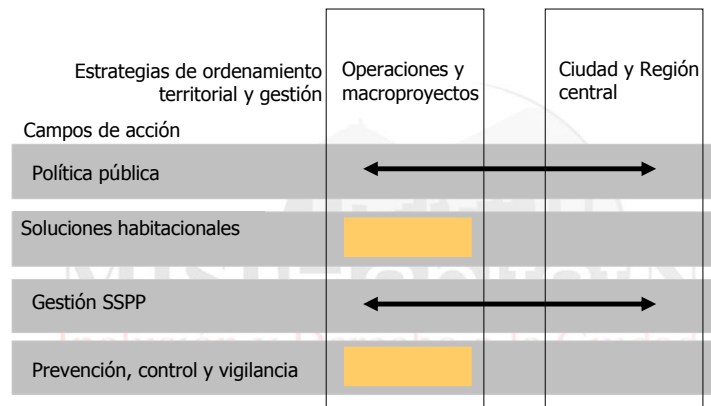 Estrategias de ordenamiento
territorial y gestión
Operaciones y
macroproyectos
Ciudad y Región
central
Campos de acción
Política pública
Soluciones habitacionales
Gestión SSPP
Prevención, control y vigilancia